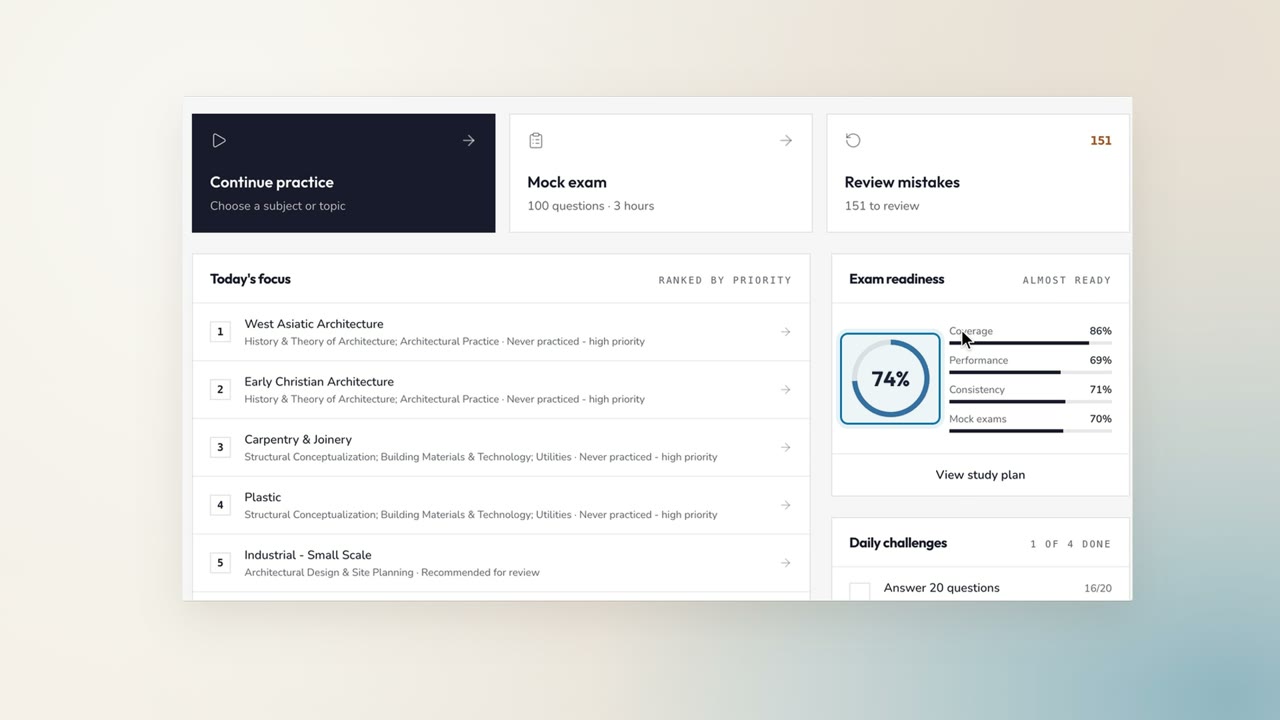 151
Continue practice
Choose a subject or topic
Mock exam
100 questions · 3 hours
Review mistakes
151 to review
Today's focus
RANKED BY PRIORITY
1
West Asiatic Architecture
History & Theory of Architecture; Architectural Practice · Never practiced - high priority
2
Early Christian Architecture
History & Theory of Architecture; Architectural Practice · Never practiced - high priority
3
Carpentry & Joinery
Structural Conceptualization; Building Materials & Technology; Utilities · Never practiced - high priority
4
Plastic
Structural Conceptualization; Building Materials & Technology; Utilities · Never practiced - high priority
5
Industrial - Small Scale
Architectural Design & Site Planning · Recommended for review
Exam readiness
ALMOST READY
74%
Coverage 86%
Performance 69%
Consistency 71%
Mock exams 70%
View study plan
Daily challenges
1 OF 4 DONE
Answer 20 questions
16/20